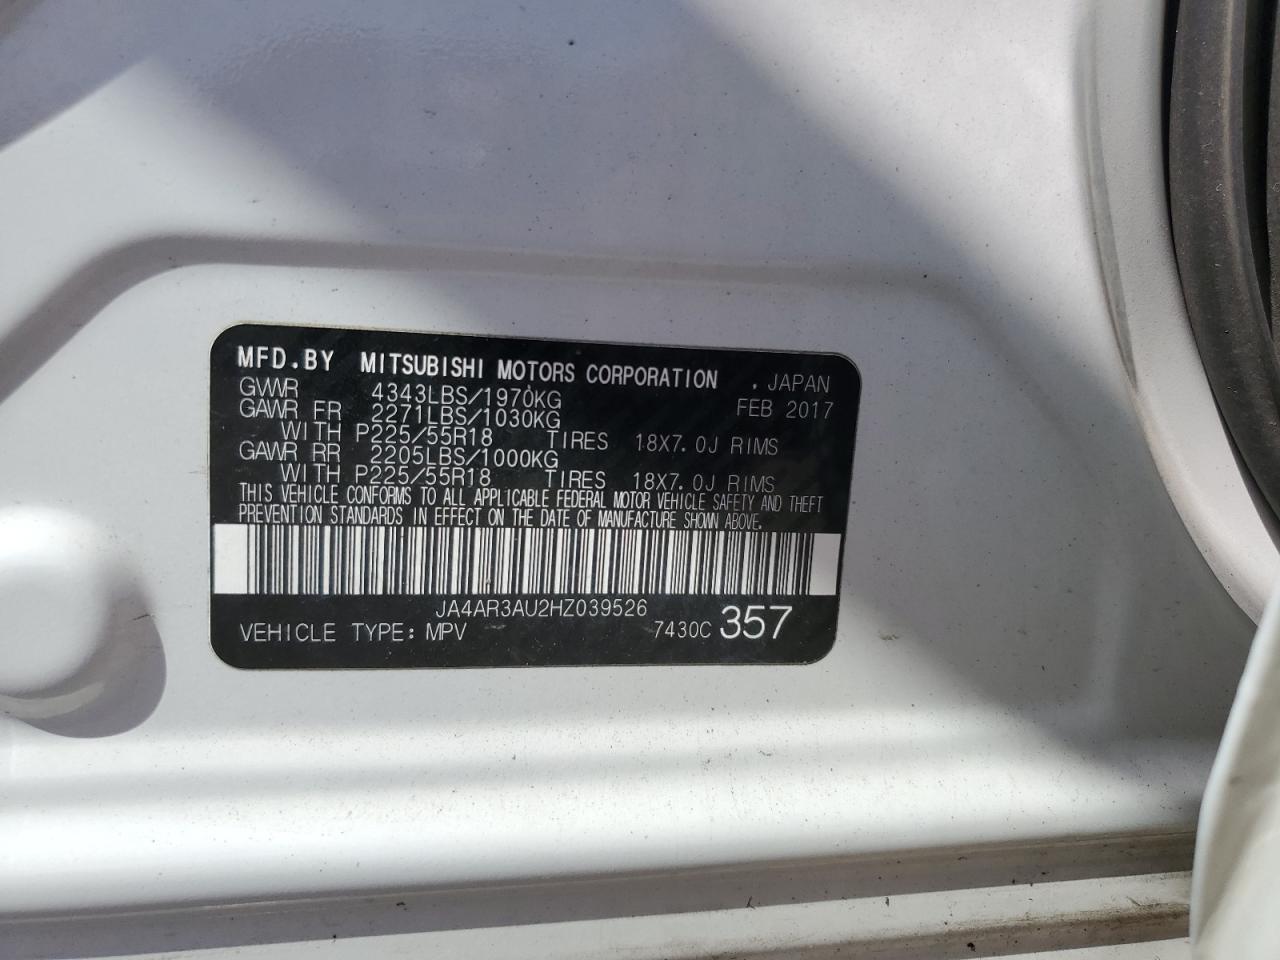 MFD.BY MITSUBISHI MOTORS CORPORATION . JAPAN
GVWR 4343LBS/1970KG FEB 2017
GAWR FR 2271LBS/1030KG
WITH P225/55R18 TIRES 18X7.0J RIMS
GAWR RR 2205LBS/1000KG
WITH P225/55R18 TIRES 18X7.0J RIMS
THIS VEHICLE CONFORMS TO ALL APPLICABLE FEDERAL MOTOR VEHICLE SAFETY AND THEFT
PREVENTION STANDARDS IN EFFECT ON THE DATE OF MANUFACTURE SHOWN ABOVE.
JA4AR3AU2HZ039526
VEHICLE TYPE: MPV 7430C 357